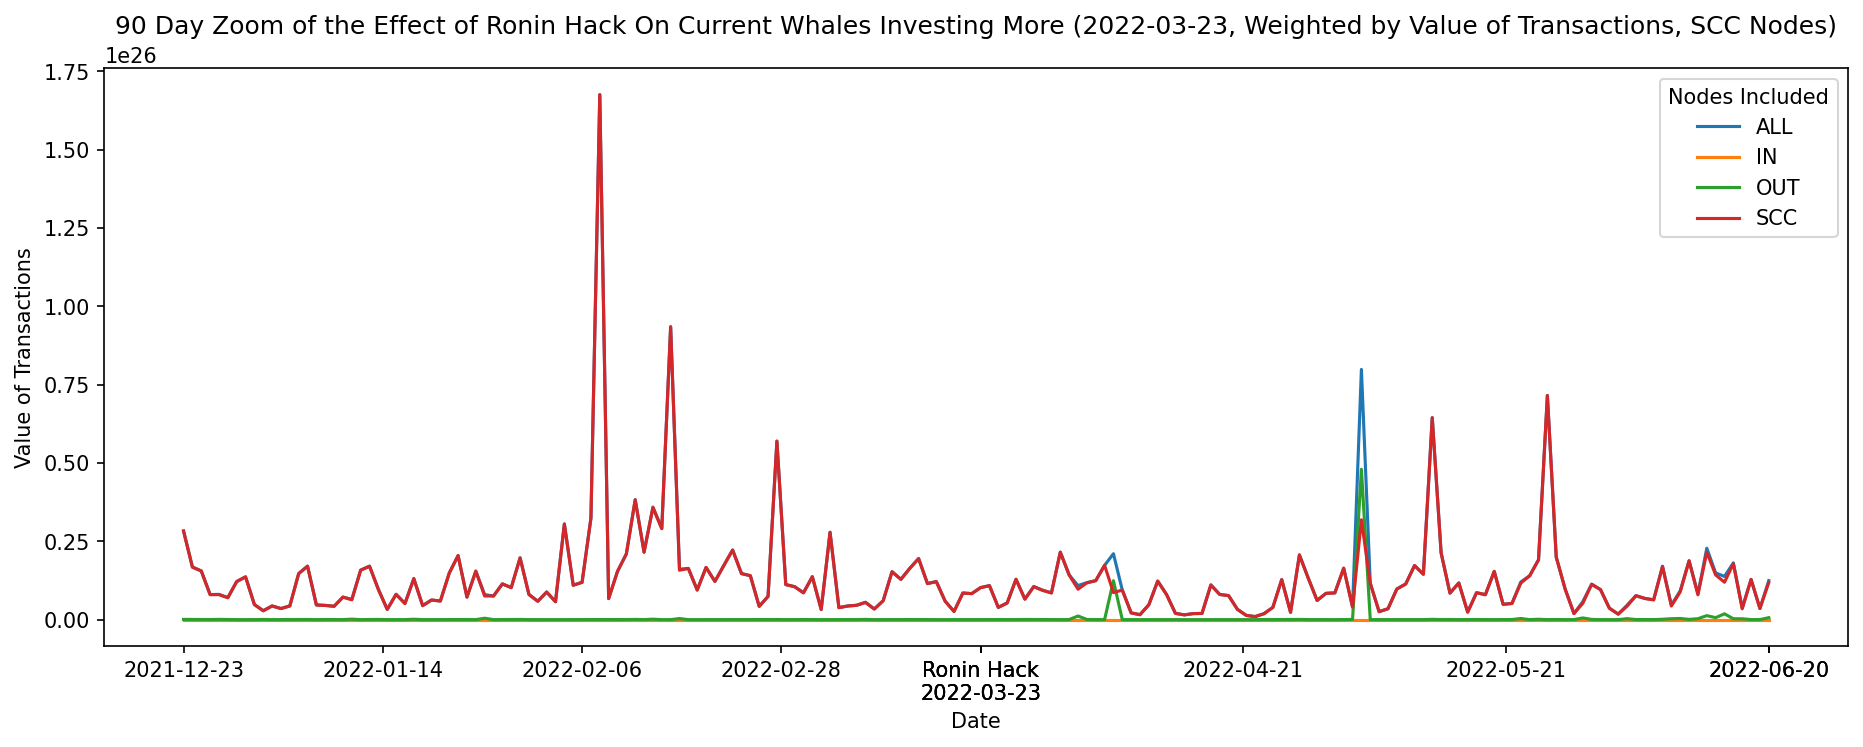 90 Day Zoom of the Effect of Ronin Hack On Current Whales Investing More (2022-03-23, Weighted by Value of Transactions, SCC Nodes)
1e26
1.75
1.50
1.25
1.00
0.75
0.50
0.25
0.00
Value of Transactions
Nodes Included
ALL
IN
OUT
SCC
2021-12-23
2022-01-14
2022-02-06
2022-02-28
Ronin Hack
2022-03-23
2022-04-21
2022-05-21
2022-06-20
Date